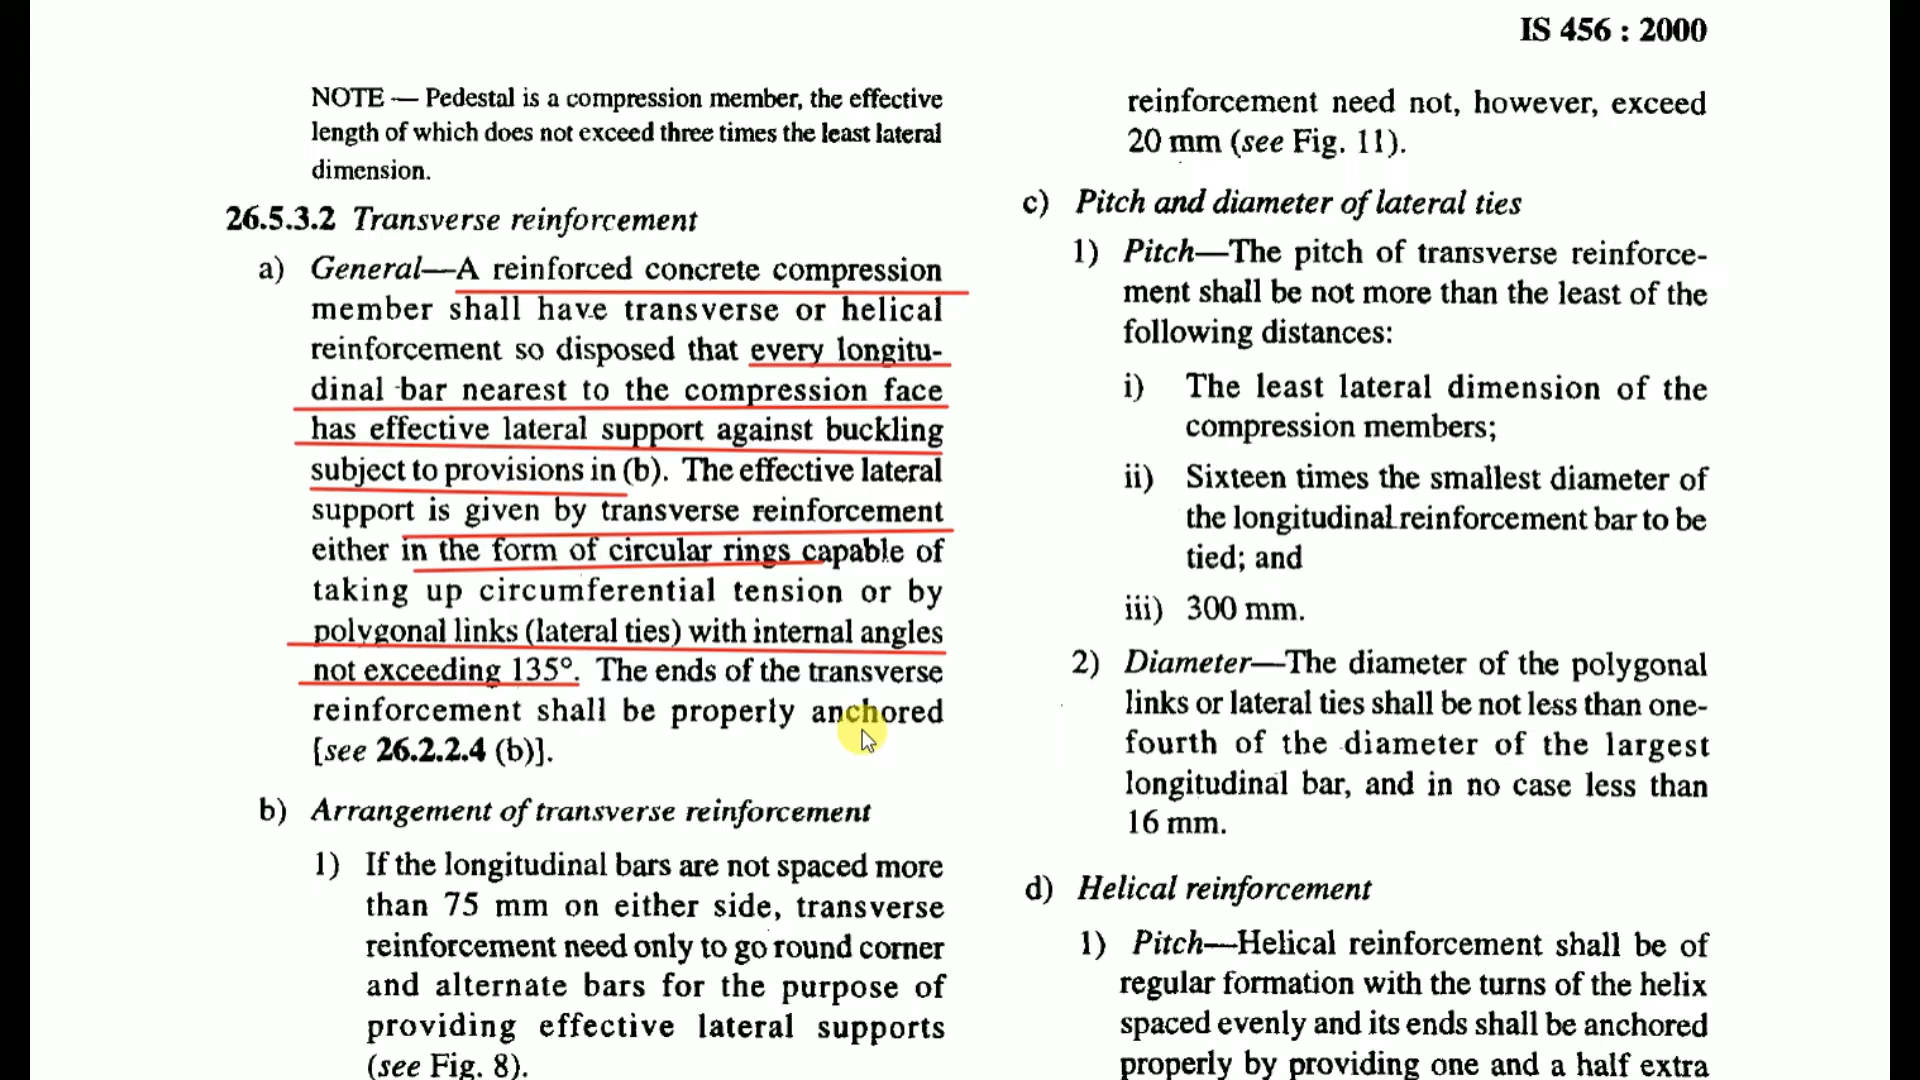 IS 456 : 2000
NOTE — Pedestal is a compression member, the effective
length of which does not exceed three times the least lateral
dimension.
26.5.3.2 Transverse reinforcement
a) General—A reinforced concrete compression
member shall have transverse or helical
reinforcement so disposed that every longitu-
dinal bar nearest to the compression face
has effective lateral support against buckling
subject to provisions in (b). The effective lateral
support is given by transverse reinforcement
either in the form of circular rings capable of
taking up circumferential tension or by
polygonal links (lateral ties) with internal angles
not exceeding 135°. The ends of the transverse
reinforcement shall be properly anchored
[see 26.2.2.4 (b)].
b) Arrangement of transverse reinforcement
1) If the longitudinal bars are not spaced more
than 75 mm on either side, transverse
reinforcement need only to go round corner
and alternate bars for the purpose of
providing effective lateral supports
(see Fig. 8).
reinforcement need not, however, exceed
20 mm (see Fig. 11).
c) Pitch and diameter of lateral ties
1) Pitch—The pitch of transverse reinforce-
ment shall be not more than the least of the
following distances:
i) The least lateral dimension of the
compression members;
ii) Sixteen times the smallest diameter of
the longitudinal reinforcement bar to be
tied; and
iii) 300 mm.
2) Diameter—The diameter of the polygonal
links or lateral ties shall be not less than one-
fourth of the diameter of the largest
longitudinal bar, and in no case less than
16 mm.
d) Helical reinforcement
1) Pitch—Helical reinforcement shall be of
regular formation with the turns of the helix
spaced evenly and its ends shall be anchored
properly by providing one and a half extra